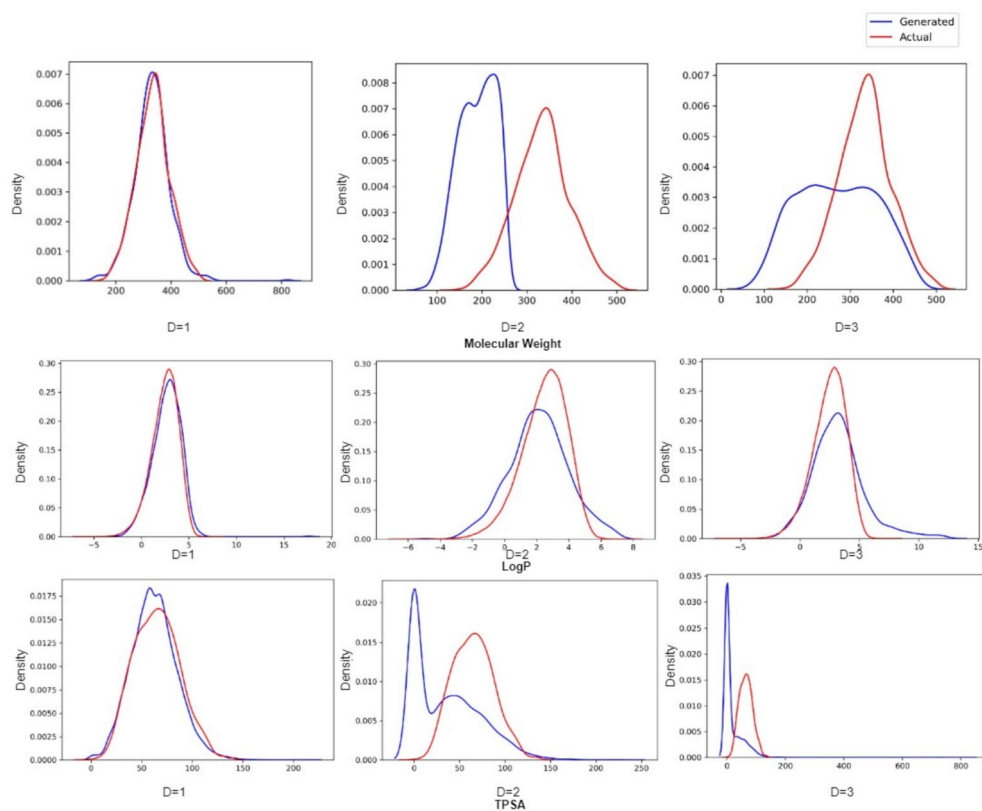 Generated
Actual
0.007
0.006
0.005
0.004
0.003
0.002
0.001
0.000
Density
200 400 600 800
D=1
0.008
0.007
0.006
0.005
0.004
0.003
0.002
0.001
0.000
Density
100 200 300 400 500
D=2
0.007
0.006
0.005
0.004
0.003
0.002
0.001
0.000
Density
0 100 200 300 400 500
D=3
Molecular Weight
0.30
0.25
0.20
0.15
0.10
0.05
0.00
Density
−5 0 5 10 15 20
D=1
0.30
0.25
0.20
0.15
0.10
0.05
0.00
Density
−6 −4 −2 0 2 4 6 8
D=2
0.30
0.25
0.20
0.15
0.10
0.05
0.00
Density
−5 0 5 10 15
D=3
LogP
0.0175
0.0150
0.0125
0.0100
0.0075
0.0050
0.0025
0.0000
Density
0 50 100 150 200
D=1
0.020
0.015
0.010
0.005
0.000
Density
0 50 100 150 200 250
D=2
0.035
0.030
0.025
0.020
0.015
0.010
0.005
0.000
Density
0 200 400 600 800
D=3
TPSA